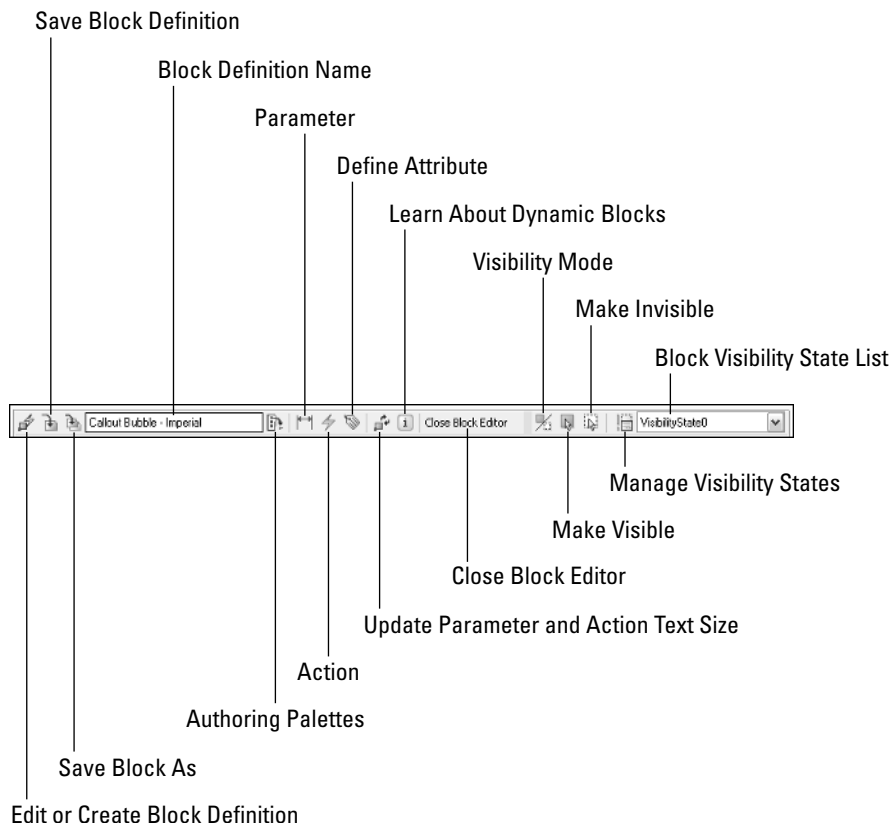 Save Block Definition
Block Definition Name
Parameter
Define Attribute
Learn About Dynamic Blocks
Visibility Mode
Make Invisible
Block Visibility State List
Callout Bubble - Imperial
i
Close Block Editor
VisibilityState0
Manage Visibility States
Make Visible
Close Block Editor
Update Parameter and Action Text Size
Action
Authoring Palettes
Save Block As
Edit or Create Block Definition